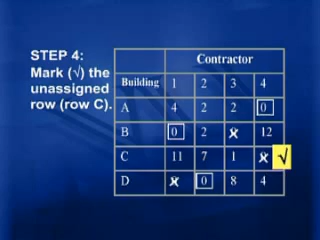 STEP 4:
Mark (√) the
unassigned
row (row C).
Contractor
Building 1 2 3 4
A 4 2 2 0
B 0 2 12
C 11 7 1 √
D 0 8 4